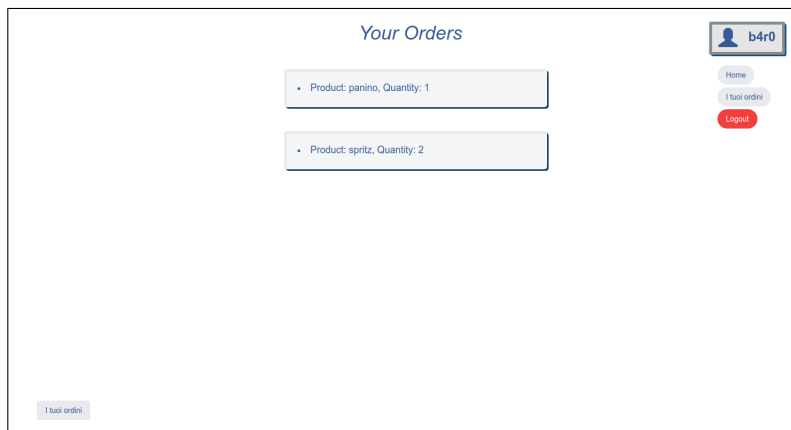 Your Orders
b4r0
Home
I tuoi ordini
Logout
• Product: panino, Quantity: 1
• Product: spritz, Quantity: 2
I tuoi ordini